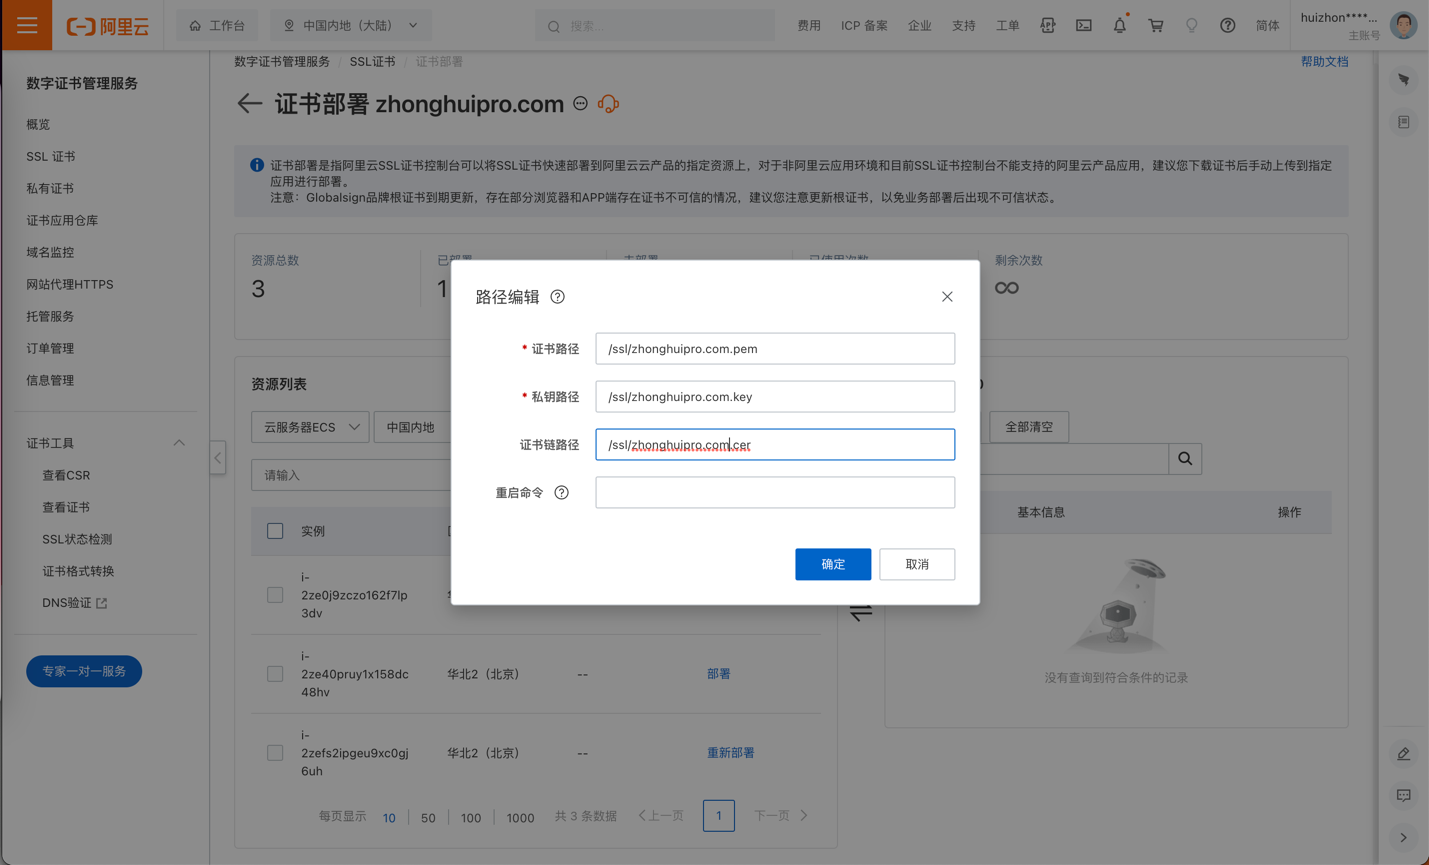 阿里云
工作台
中国内地（大陆）
搜索...
费用
ICP 备案
企业
支持
工单
简体
huizhon****...
主账号
数字证书管理服务
概览
SSL 证书
私有证书
证书应用仓库
域名监控
网站代理HTTPS
托管服务
订单管理
信息管理
证书工具
查看CSR
查看证书
SSL状态检测
证书格式转换
DNS验证
专家一对一服务
数字证书管理服务 / SSL证书 / 证书部署
帮助文档
证书部署 zhonghuipro.com
证书部署是指阿里云SSL证书控制台可以将SSL证书快速部署到阿里云云产品的指定资源上，对于非阿里云应用环境和目前SSL证书控制台不能支持的阿里云产品应用，建议您下载证书后手动上传到指定
应用进行部署。
注意：Globalsign品牌根证书到期更新，存在部分浏览器和APP端存在证书不可信的情况，建议您注意更新根证书，以免业务部署后出现不可信状态。
资源总数
3
已部署
1
未部署
已使用次数
剩余次数
∞
路径编辑
* 证书路径
/ssl/zhonghuipro.com.pem
* 私钥路径
/ssl/zhonghuipro.com.key
证书链路径
/ssl/zhonghuipro.com.cer
重启命令
确定
取消
资源列表
云服务器ECS
中国内地
请输入
实例
i-
2ze0j9zczo162f7lp
3dv
i-
2ze40pruy1x158dc
48hv
华北2（北京）
--
部署
i-
2zefs2ipgeu9xc0gj
6uh
华北2（北京）
--
重新部署
每页显示
10
50
100
1000
共 3 条数据
上一页
1
下一页
全部清空
基本信息
操作
没有查询到符合条件的记录